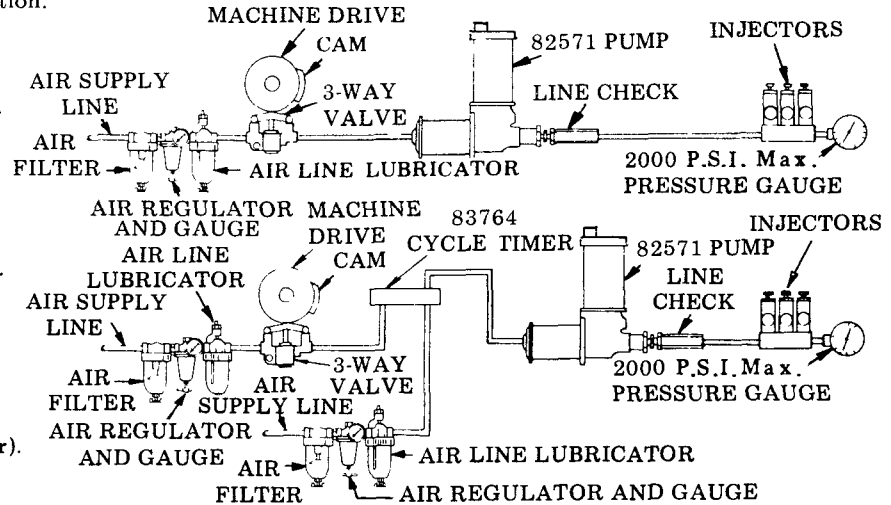 tion.
MACHINE DRIVE
CAM
82571 PUMP
INJECTORS
AIR SUPPLY
LINE
3-WAY
VALVE
LINE CHECK
AIR
FILTER
AIR LINE LUBRICATOR
2000 P.S.I. Max.
PRESSURE GAUGE
AIR REGULATOR
AND GAUGE
MACHINE
DRIVE
CAM
83764
CYCLE TIMER
INJECTORS
AIR LINE
LUBRICATOR
82571 PUMP
LINE
CHECK
AIR SUPPLY
LINE
3-WAY
VALVE
2000 P.S.I. Max.
PRESSURE GAUGE
AIR
FILTER
AIR
SUPPLY LINE
AIR REGULATOR
AND GAUGE
r).
AIR LINE LUBRICATOR
AIR
FILTER
AIR REGULATOR AND GAUGE